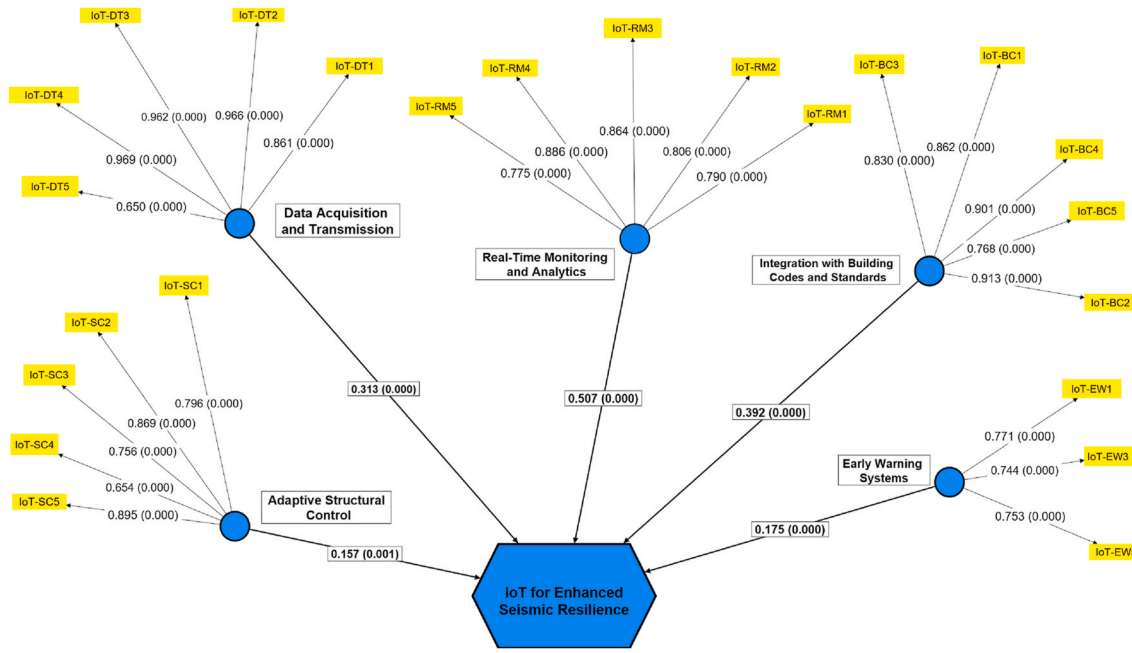 IoT-DT3
IoT-DT2
IoT-DT1
IoT-DT4
IoT-DT5
0.962 (0.000)
0.966 (0.000)
0.861 (0.000)
0.969 (0.000)
0.650 (0.000)
Data Acquisition
and Transmission
IoT-RM3
IoT-RM4
IoT-RM2
IoT-RM5
IoT-RM1
0.864 (0.000)
0.886 (0.000)
0.806 (0.000)
0.775 (0.000)
0.790 (0.000)
Real-Time Monitoring
and Analytics
IoT-BC3
IoT-BC1
IoT-BC4
IoT-BC5
IoT-BC2
0.830 (0.000)
0.862 (0.000)
0.901 (0.000)
0.768 (0.000)
0.913 (0.000)
Integration with Building
Codes and Standards
IoT-SC1
IoT-SC2
IoT-SC3
IoT-SC4
IoT-SC5
0.796 (0.000)
0.869 (0.000)
0.756 (0.000)
0.654 (0.000)
0.895 (0.000)
Adaptive Structural
Control
IoT-EW1
IoT-EW3
0.771 (0.000)
0.744 (0.000)
0.753 (0.000)
Early Warning
Systems
0.313 (0.000)
0.507 (0.000)
0.392 (0.000)
0.175 (0.000)
0.157 (0.001)
IoT for Enhanced
Seismic Resilience